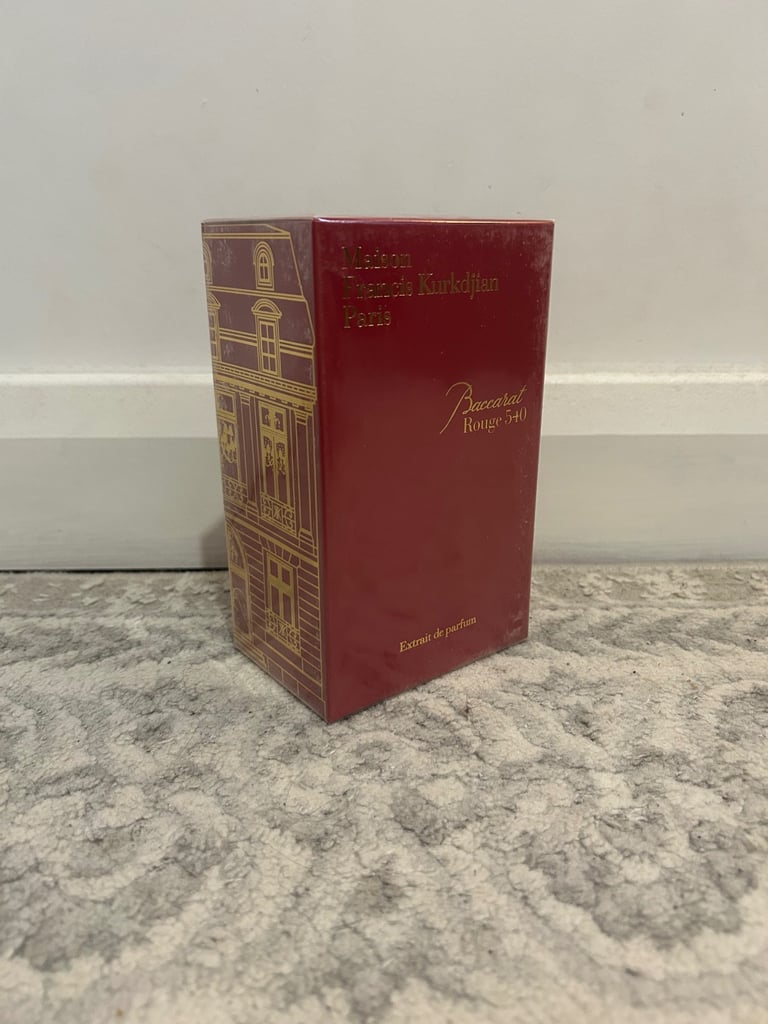 Maison
Francis Kurkdjian
Paris
Baccarat
Rouge 540
Extrait de parfum